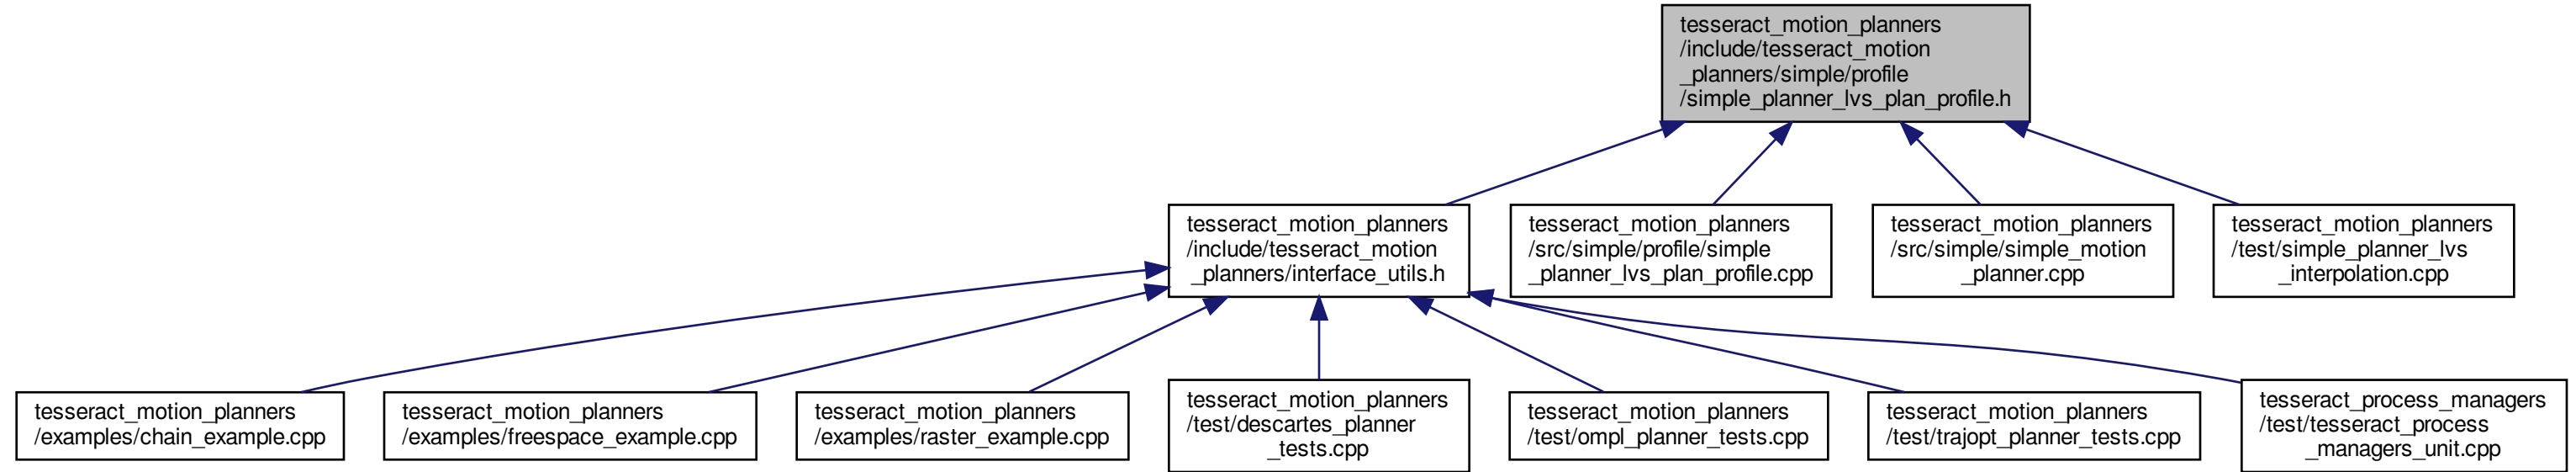 tesseract_motion_planners
/include/tesseract_motion
_planners/simple/profile
/simple_planner_lvs_plan_profile.h
tesseract_motion_planners
/include/tesseract_motion
_planners/interface_utils.h
tesseract_motion_planners
/src/simple/profile/simple
_planner_lvs_plan_profile.cpp
tesseract_motion_planners
/src/simple/simple_motion
_planner.cpp
tesseract_motion_planners
/test/simple_planner_lvs
_interpolation.cpp
tesseract_motion_planners
/examples/chain_example.cpp
tesseract_motion_planners
/examples/freespace_example.cpp
tesseract_motion_planners
/examples/raster_example.cpp
tesseract_motion_planners
/test/descartes_planner
_tests.cpp
tesseract_motion_planners
/test/ompl_planner_tests.cpp
tesseract_motion_planners
/test/trajopt_planner_tests.cpp
tesseract_process_managers
/test/tesseract_process
_managers_unit.cpp